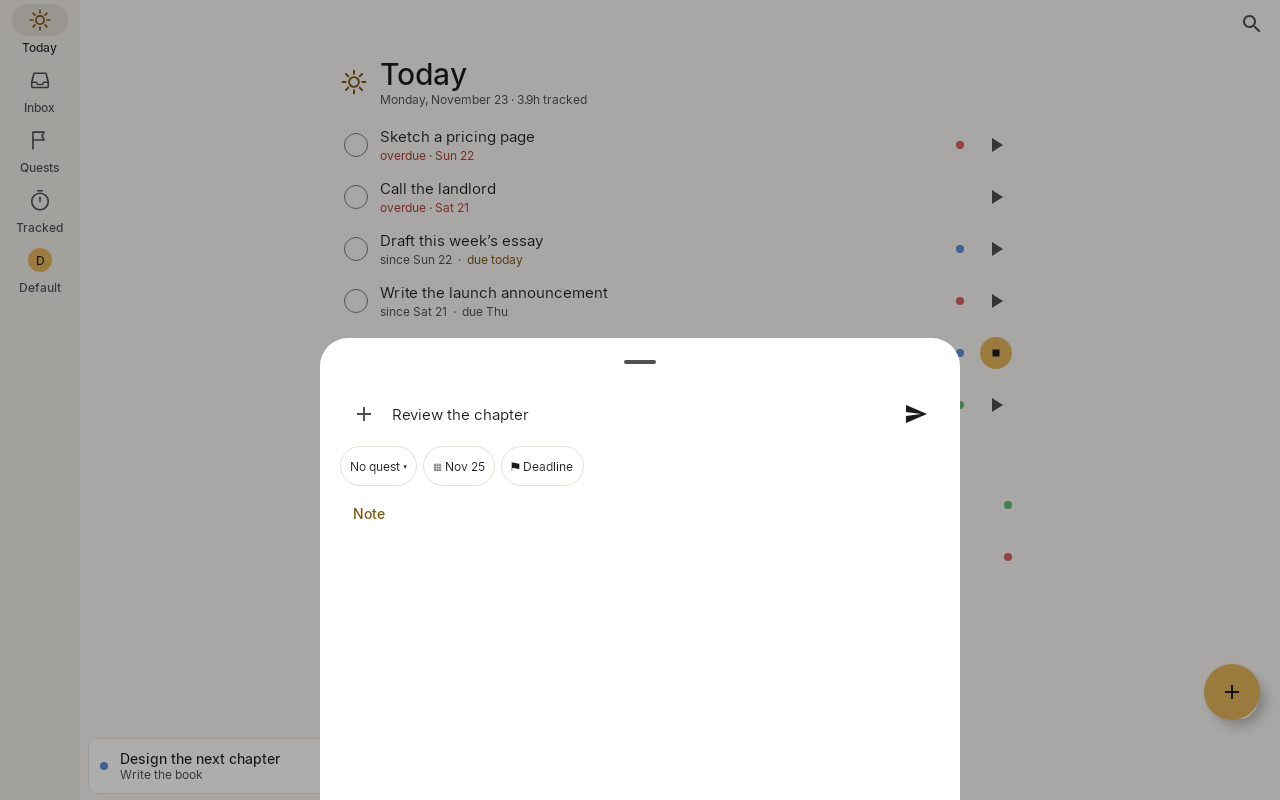 Today
Inbox
Quests
Tracked
D
Default
Today
Monday, November 23 · 3.9h tracked
Sketch a pricing page
overdue · Sun 22
Call the landlord
overdue · Sat 21
Draft this week’s essay
since Sun 22 · due today
Write the launch announcement
since Sat 21 · due Thu
Review the chapter
No quest
Nov 25
Deadline
Note
Design the next chapter
Write the book